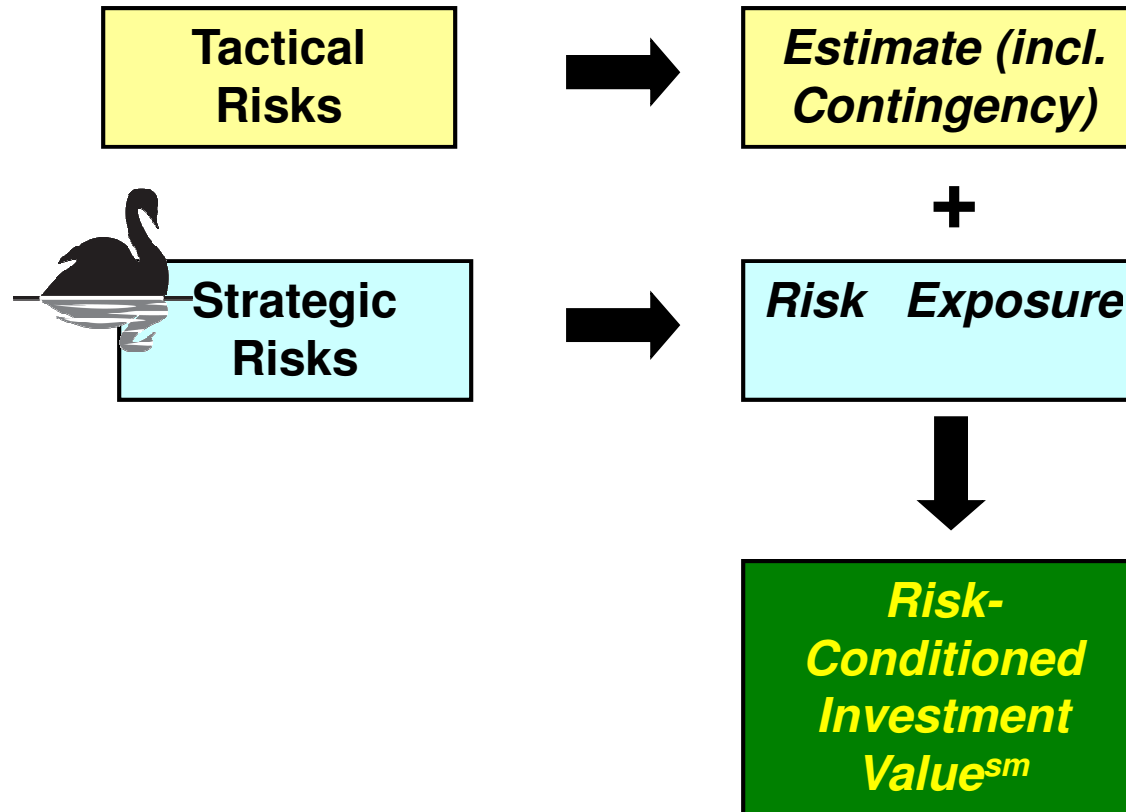 Tactical
Risks
Estimate (incl.
Contingency)
+
Strategic
Risks
Risk Exposure
Risk-
Conditioned
Investment
Valuesm